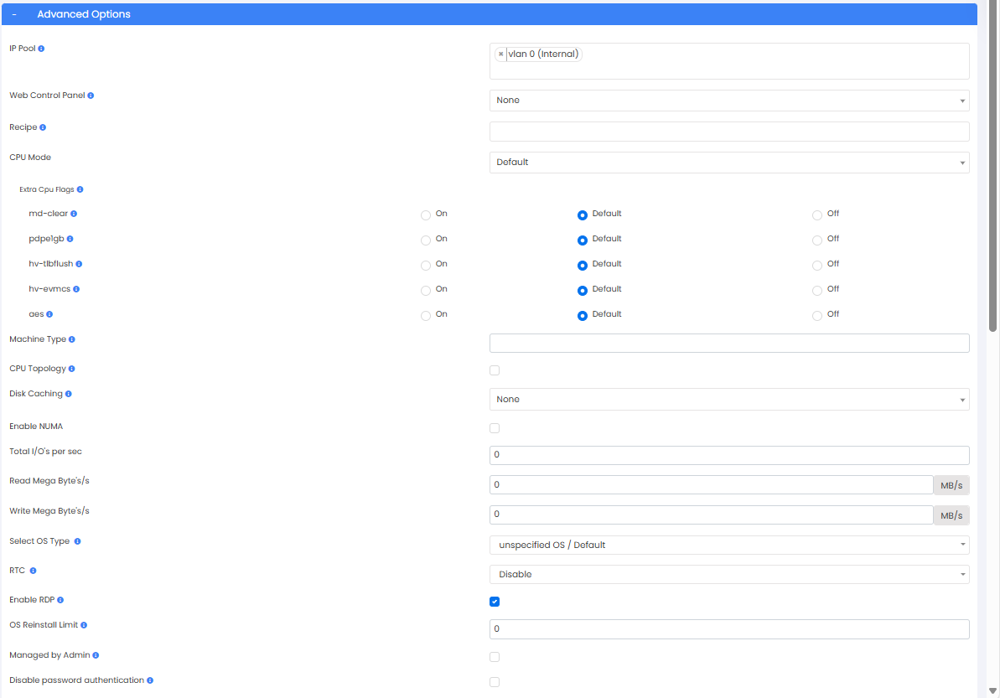 - Advanced Options
IP Pool
× vlan 0 (Internal)
Web Control Panel
None
Recipe
CPU Mode
Default
Extra Cpu Flags
md-clear On Default Off
pdpe1gb On Default Off
hv-tlbflush On Default Off
hv-evmcs On Default Off
aes On Default Off
Machine Type
CPU Topology
Disk Caching
None
Enable NUMA
Total I/O's per sec
0
Read Mega Byte's/s
0 MB/s
Write Mega Byte's/s
0 MB/s
Select OS Type
unspecified OS / Default
RTC
Disable
Enable RDP
OS Reinstall Limit
0
Managed by Admin
Disable password authentication